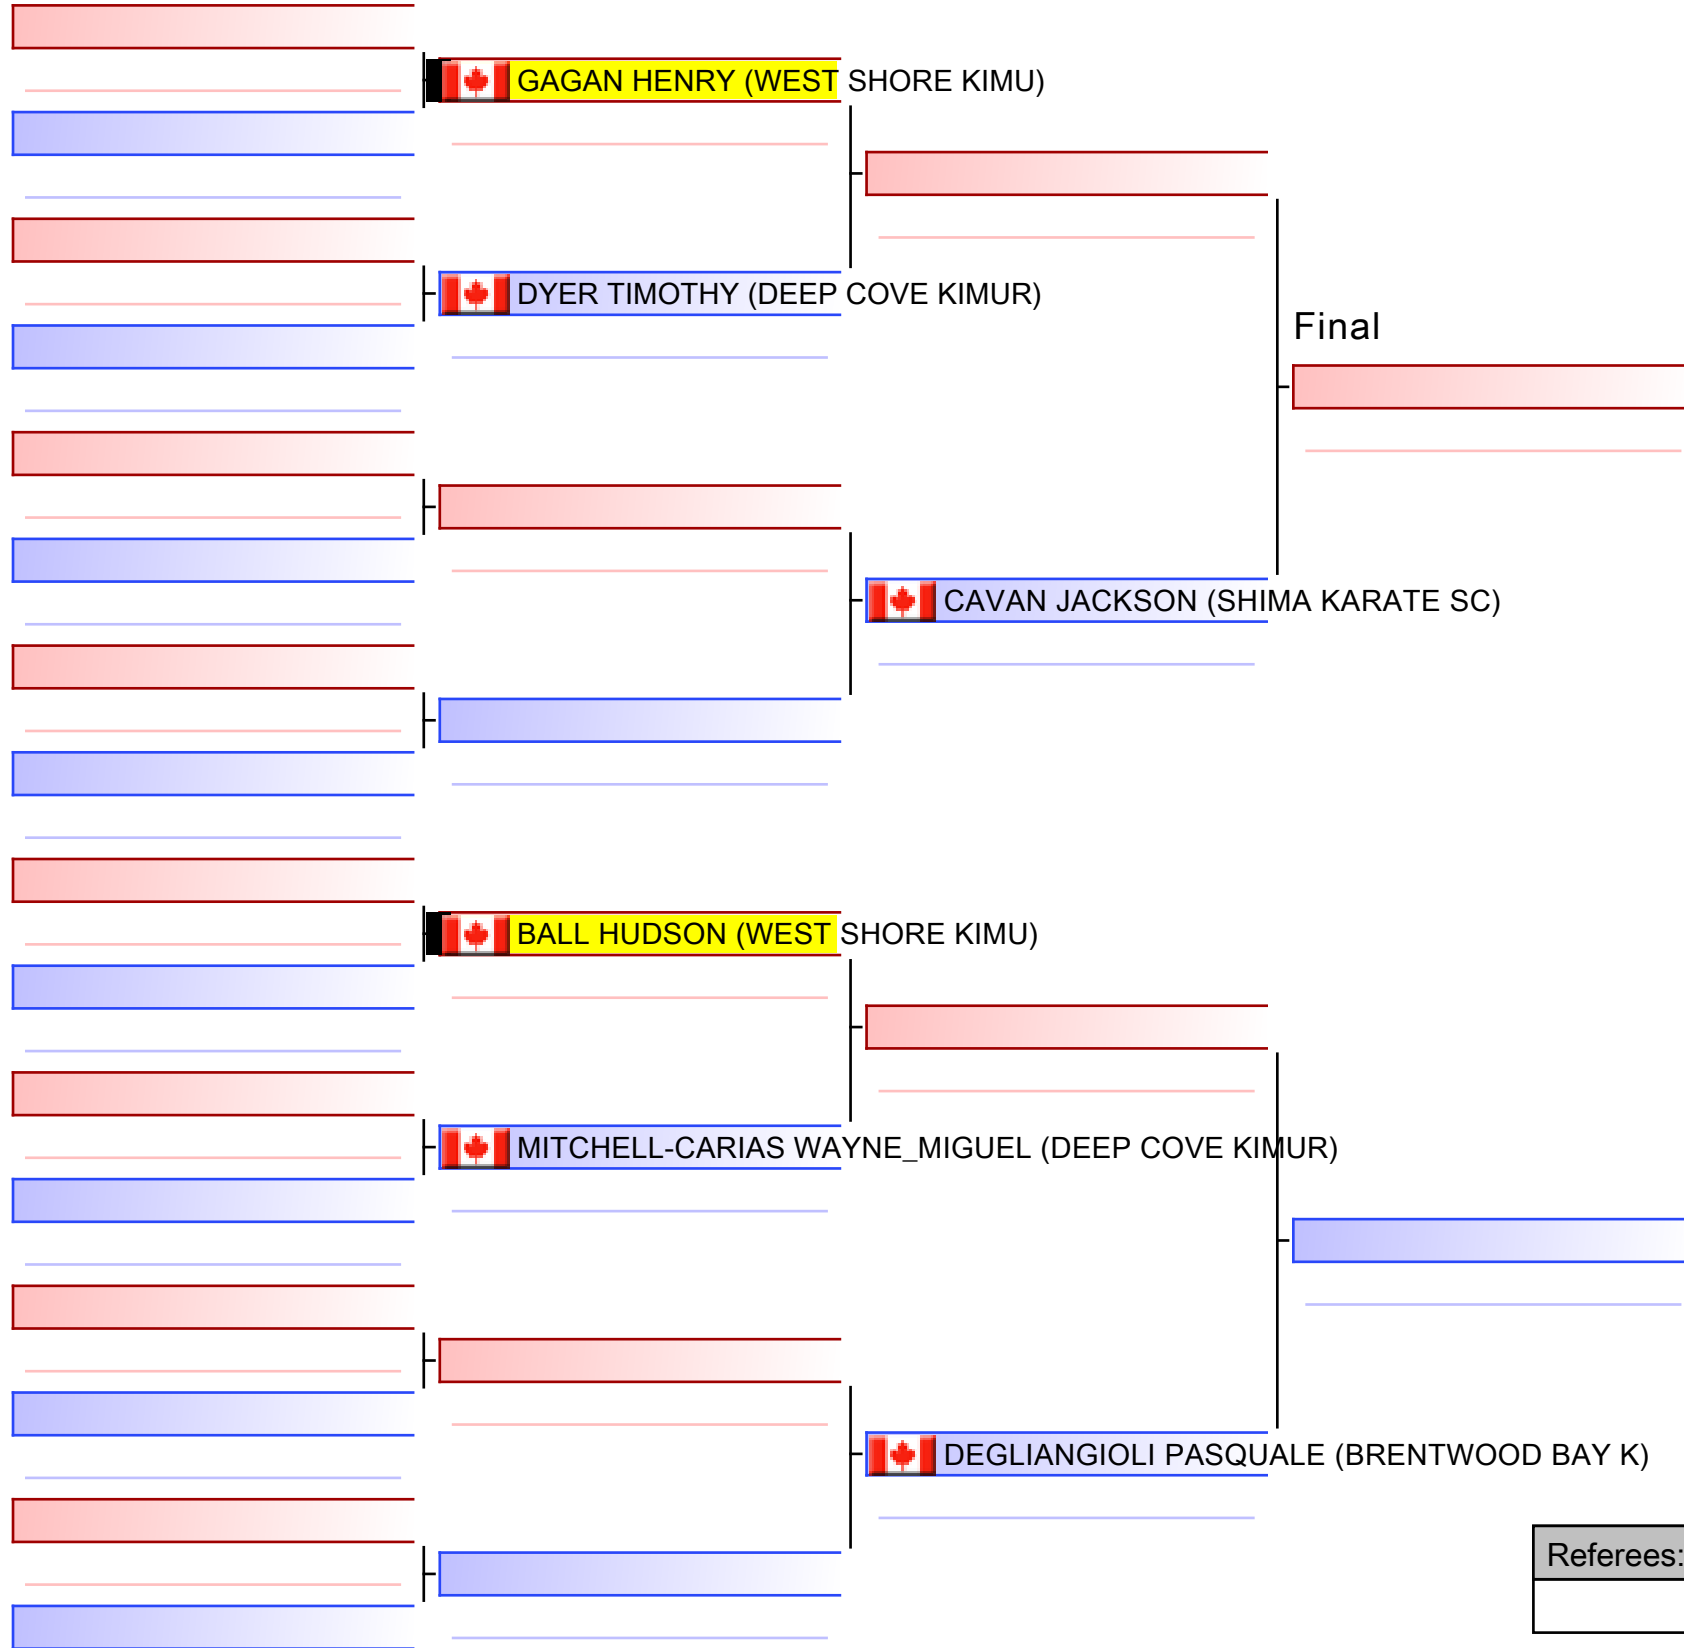 GAGAN HENRY (WEST SHORE KIMU)
DYER TIMOTHY (DEEP COVE KIMUR)
Final
CAVAN JACKSON (SHIMA KARATE SC)
BALL HUDSON (WEST SHORE KIMU)
MITCHELL-CARIAS WAYNE_MIGUEL (DEEP COVE KIMUR)
DEGLIANGIOLI PASQUALE (BRENTWOOD BAY K)
Referees: